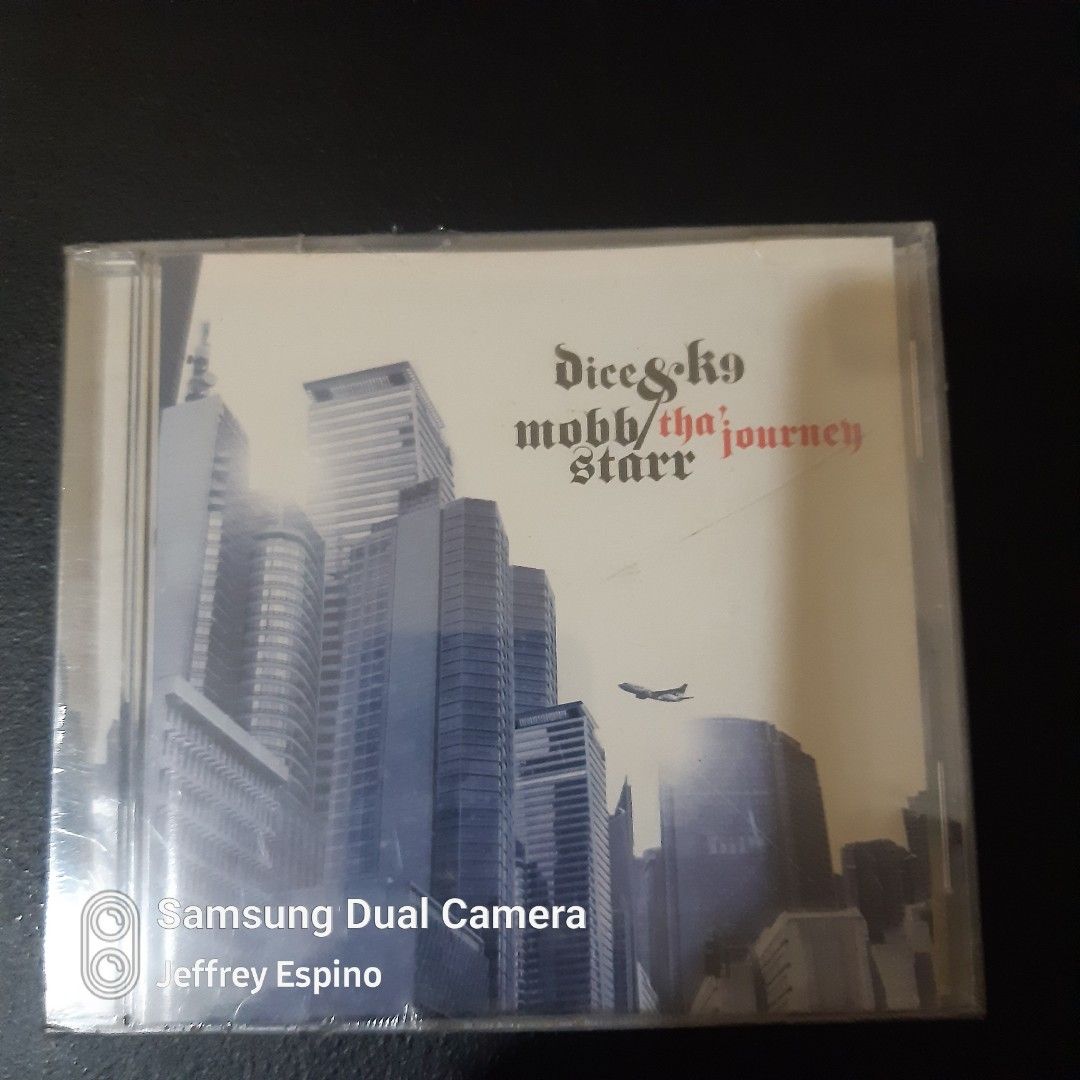 dice & k9
mobb / tha' journey
starr
Samsung Dual Camera
Jeffrey Espino